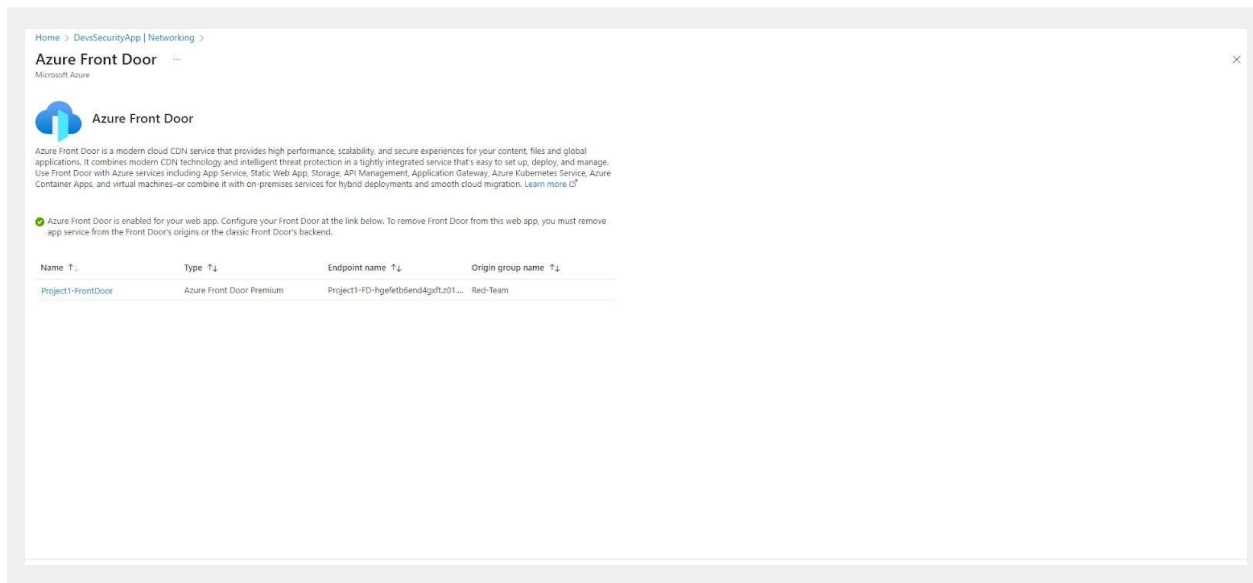 Home > DevsSecurityApp | Networking >
Azure Front Door ...
Microsoft Azure
Azure Front Door
Azure Front Door is a modern cloud CDN service that provides high performance, scalability, and secure experiences for your content, files and global
applications. It combines modern CDN technology and intelligent threat protection in a tightly integrated service that's easy to set up, deploy, and manage.
Use Front Door with Azure services including App Service, Static Web App, Storage, API Management, Application Gateway, Azure Kubernetes Service, Azure
Container Apps, and virtual machines–or combine it with on-premises services for hybrid deployments and smooth cloud migration. Learn more
Azure Front Door is enabled for your web app. Configure your Front Door at the link below. To remove Front Door from this web app, you must remove
app service from the Front Door's origins or the classic Front Door's backend.
Name ↑ Type ↑↓ Endpoint name ↑↓ Origin group name ↑↓
Project1-FrontDoor Azure Front Door Premium Project1-FD-hgefetb6end4gxft.z01.... Red-Team